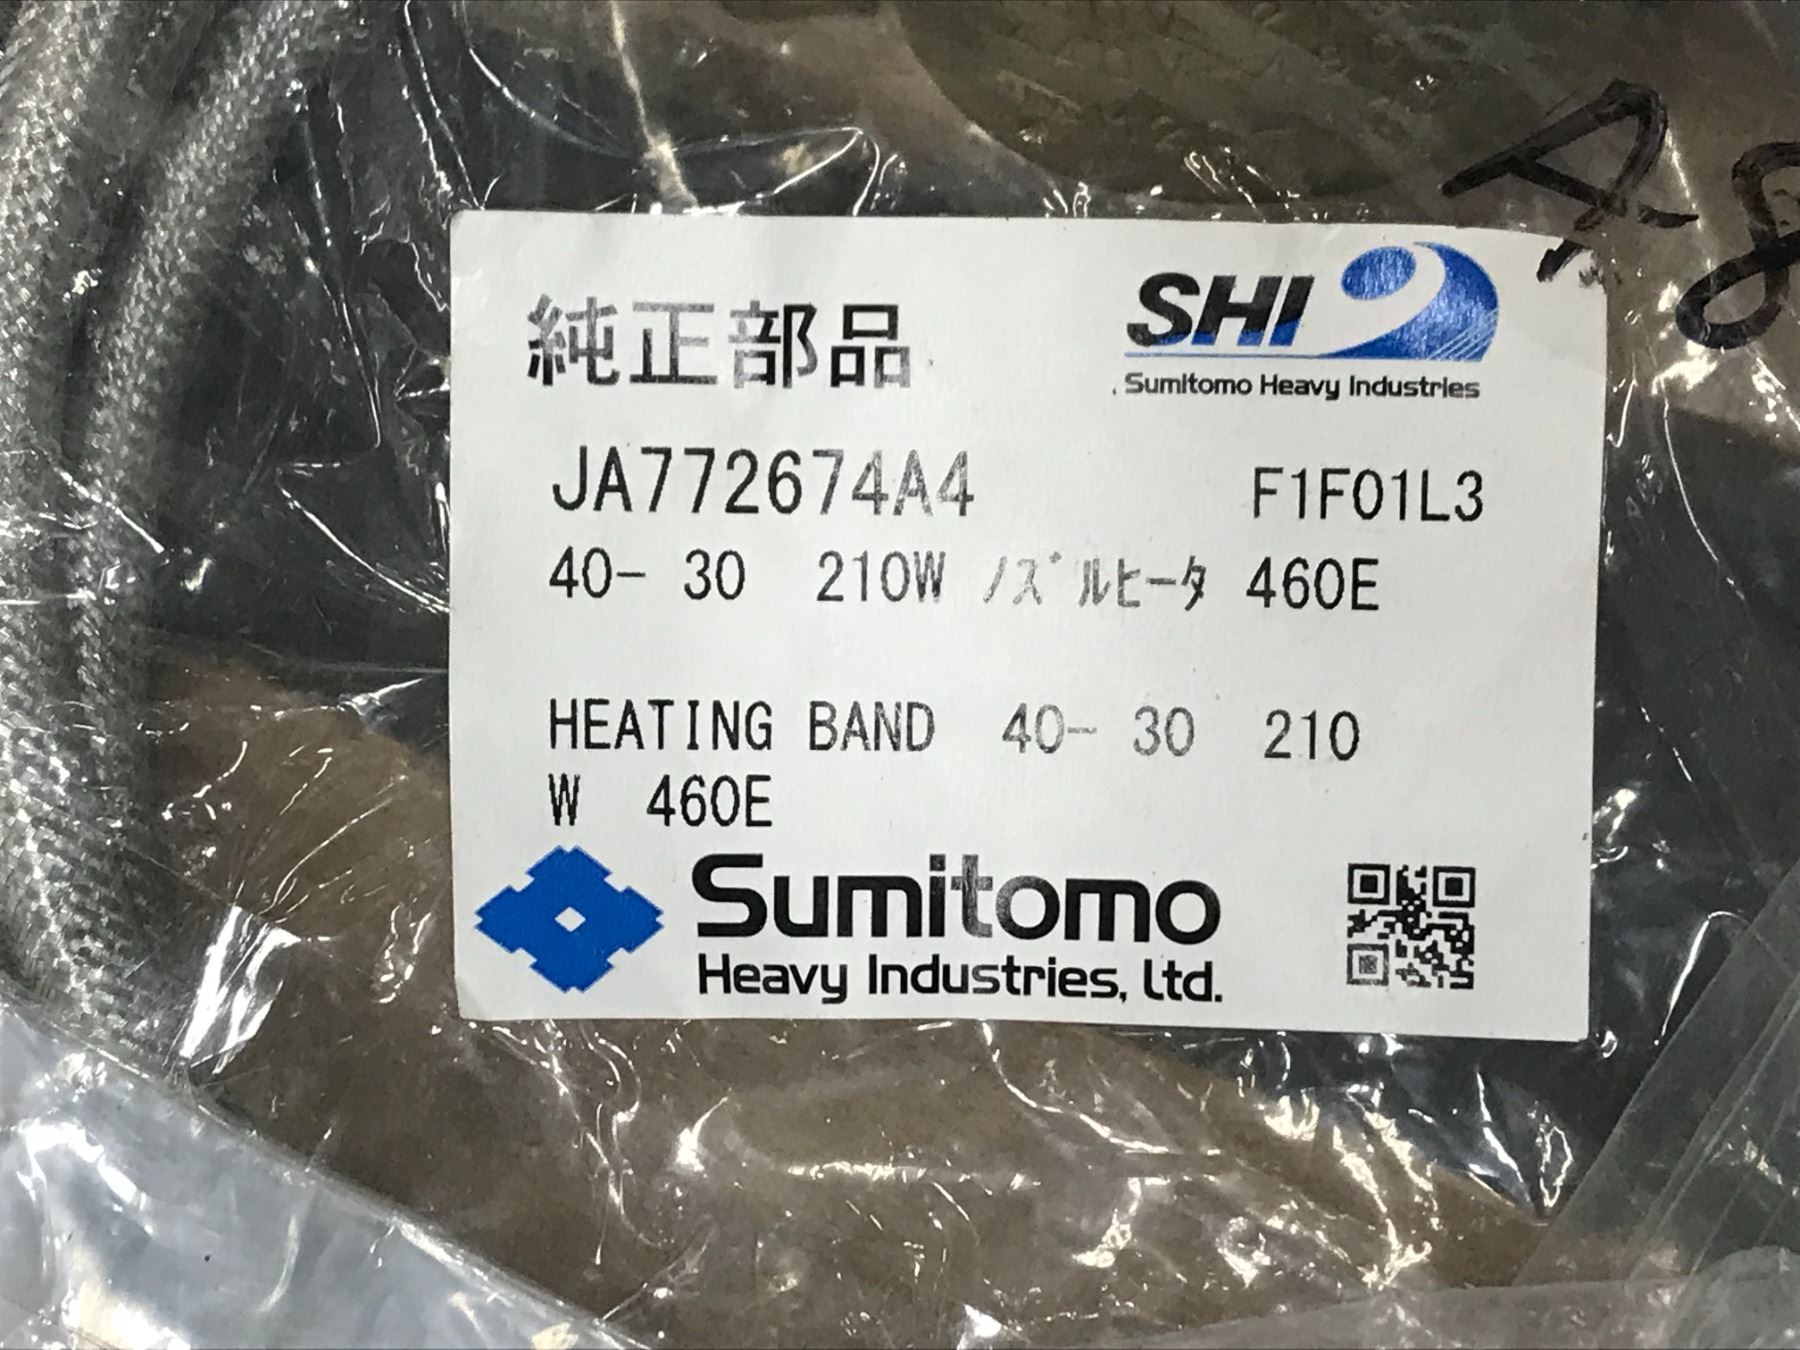 A-8
純正部品
SHI
Sumitomo Heavy Industries
JA772674A4 F1F01L3
40- 30 210W ﾉｽﾞﾙﾋｰﾀ 460E
HEATING BAND 40- 30 210
W 460E
Sumitomo
Heavy Industries, Ltd.